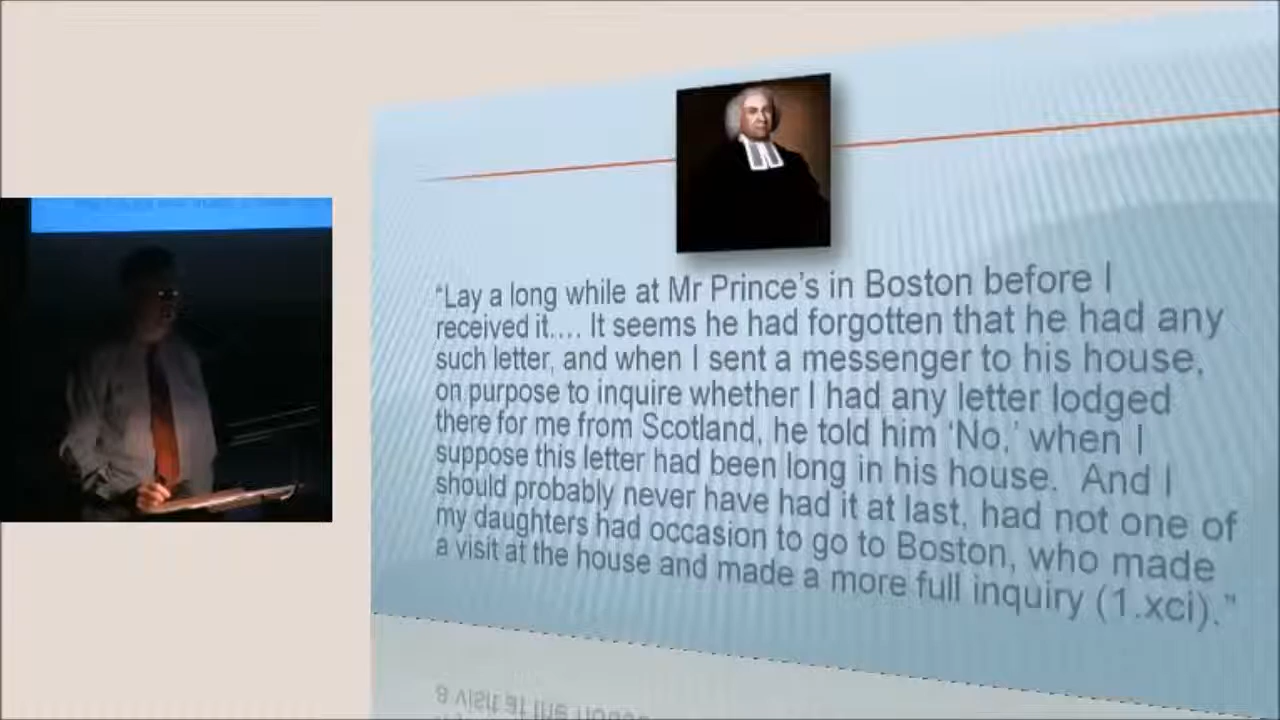 “Lay a long while at Mr Prince’s in Boston before I
received it.... It seems he had forgotten that he had any
such letter, and when I sent a messenger to his house,
on purpose to inquire whether I had any letter lodged
there for me from Scotland, he told him ‘No,’ when I
suppose this letter had been long in his house.  And I
should probably never have had it at last, had not one of
my daughters had occasion to go to Boston, who made
a visit at the house and made a more full inquiry (1.xci).”